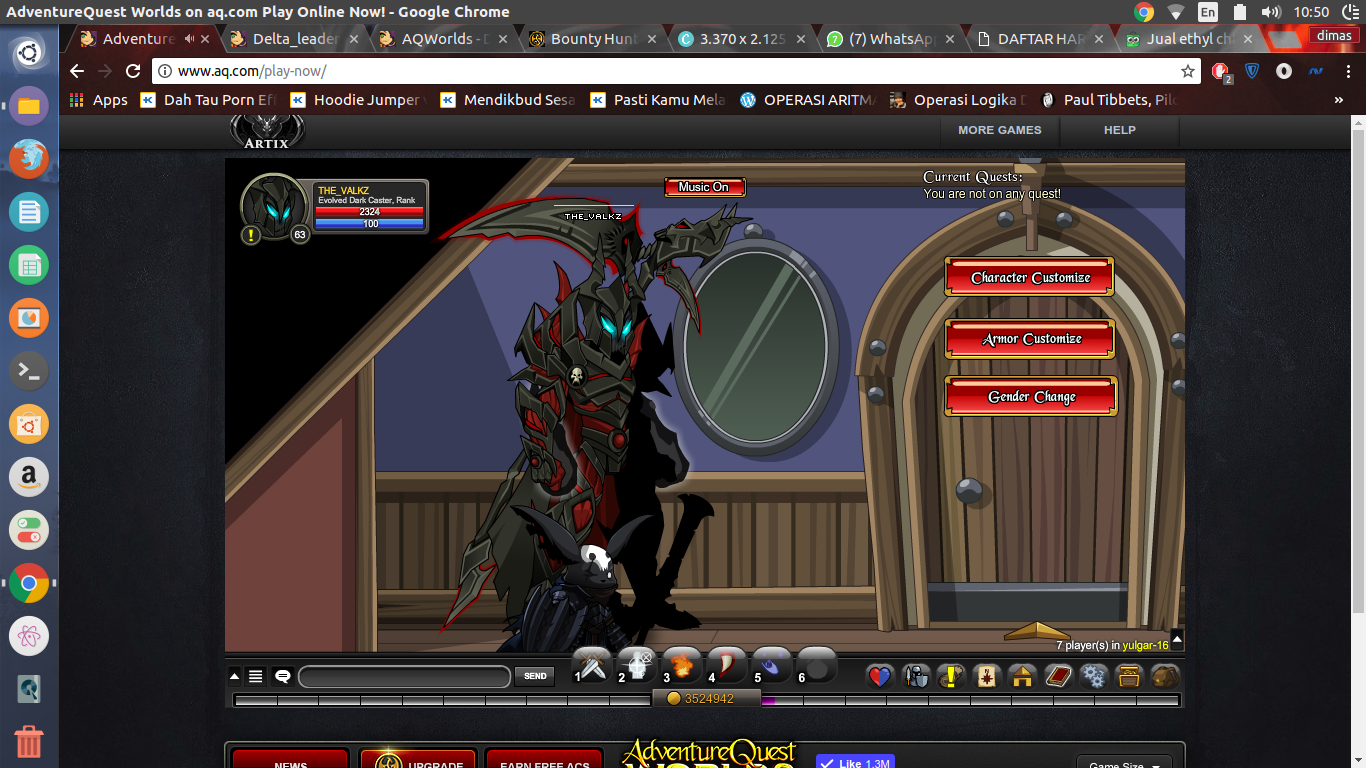 AdventureQuest Worlds on aq.com Play Online Now! - Google Chrome
En
10:50
Adventure
Delta_leader
AQWorlds - D
Bounty Hunt
3.370 x 2.125
(7) WhatsApp
DAFTAR HAR
Jual ethyl ch
dimas
www.aq.com/play-now/
2
Apps
Dah Tau Porn Eff
Hoodie Jumper
Mendikbud Sesa
Pasti Kamu Mela
OPERASI ARITMA
Operasi Logika D
Paul Tibbets, Pil
»
ARTIX
MORE GAMES
HELP
THE_VALKZ
Evolved Dark Caster, Rank
2324
100
63
Music On
THE_VALKZ
Current Quests:
You are not on any quest!
Character Customize
Armor Customize
Gender Change
7 player(s) in yulgar-16
SEND
1
2
3
4
5
6
3524942
NEWS
UPGRADE
EARN FREE ACS
AdventureQuest
WORLDS
Like 1.3M
Game Size